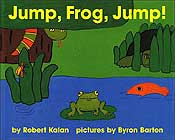 Jump, Frog, Jump!
by Robert Kalan pictures by Byron Barton